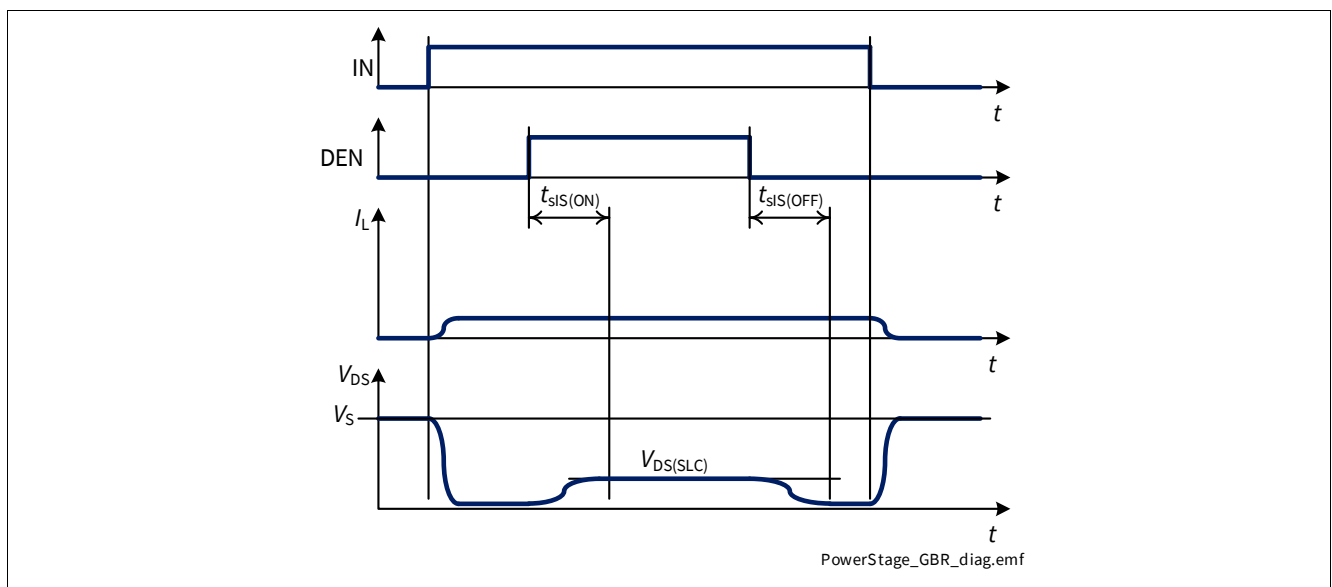 IN
t
DEN
t
tsIS(ON)
tsIS(OFF)
IL
t
VDS
VS
VDS(SLC)
t
PowerStage_GBR_diag.emf